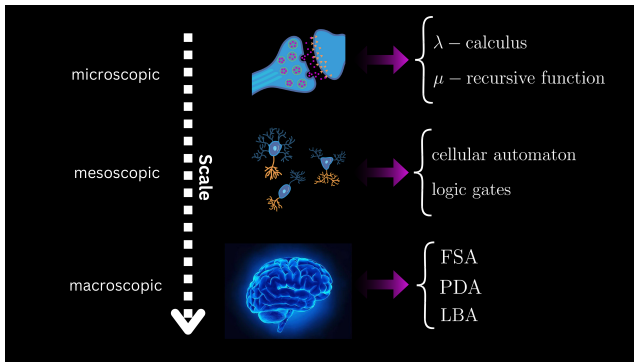 microscopic
λ − calculus
μ − recursive function
Scale
mesoscopic
cellular automaton
logic gates
macroscopic
FSA
PDA
LBA